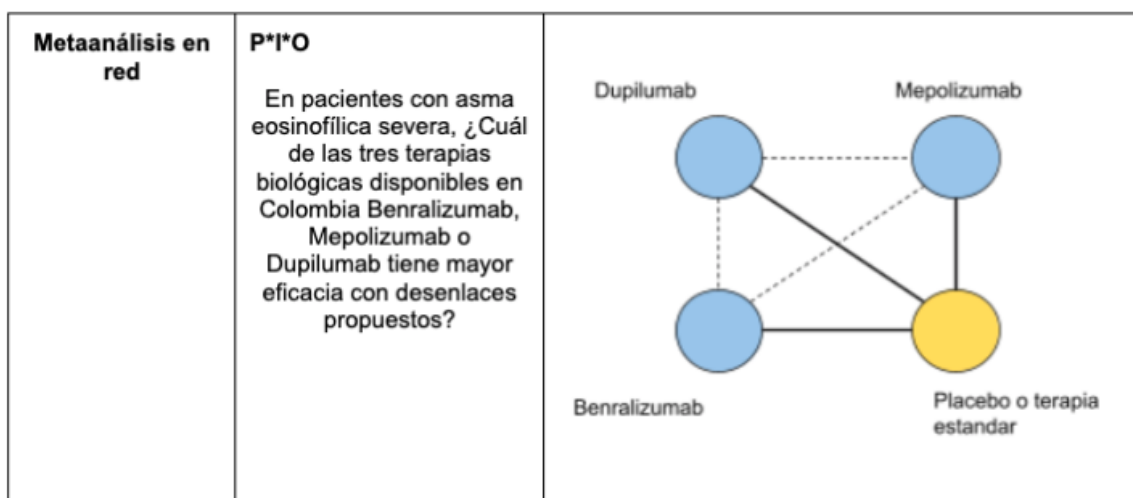 Metaanálisis en
red
P*I*O
En pacientes con asma
eosinofílica severa, ¿Cuál
de las tres terapias
biológicas disponibles en
Colombia Benralizumab,
Mepolizumab o
Dupilumab tiene mayor
eficacia con desenlaces
propuestos?
Dupilumab
Mepolizumab
Benralizumab
Placebo o terapia
estandar